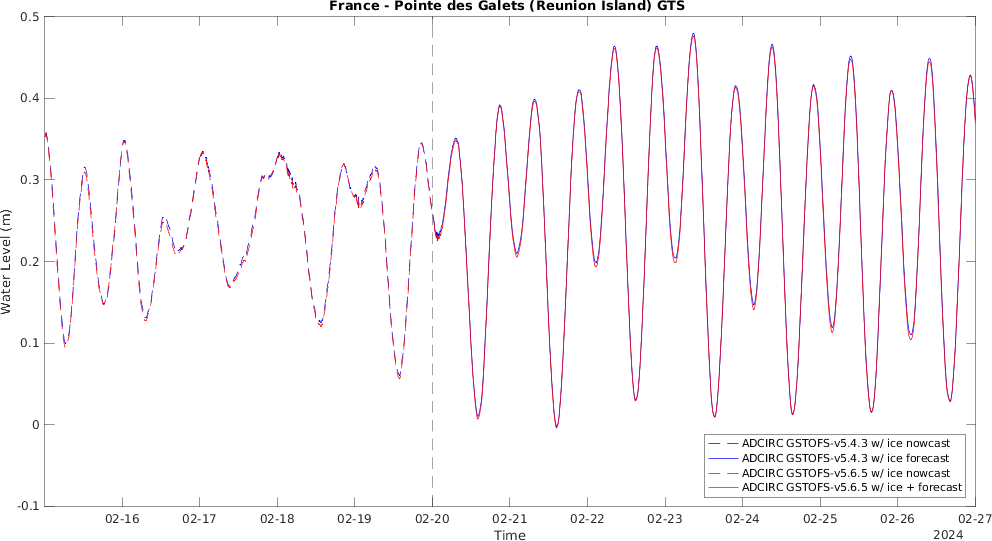 France - Pointe des Galets (Reunion Island) GTS
0.5
0.4
0.3
0.2
0.1
0
-0.1
Water Level (m)
02-16 02-17 02-18 02-19 02-20 02-21 02-22 02-23 02-24 02-25 02-26 02-27
Time
2024
ADCIRC GSTOFS-v5.4.3 w/ ice nowcast
ADCIRC GSTOFS-v5.4.3 w/ ice forecast
ADCIRC GSTOFS-v5.6.5 w/ ice nowcast
ADCIRC GSTOFS-v5.6.5 w/ ice + forecast